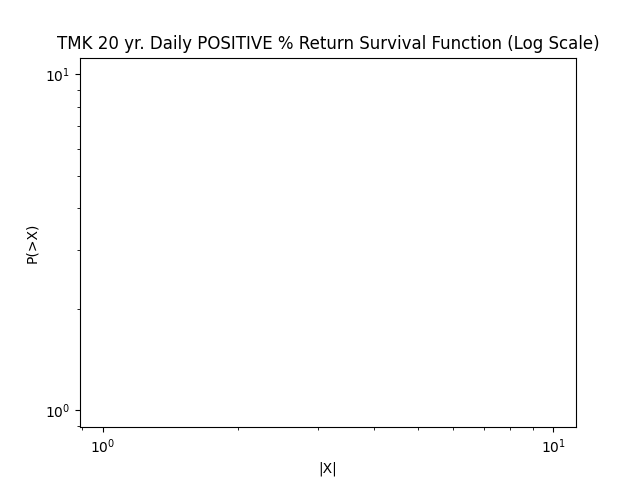 TMK 20 yr. Daily POSITIVE % Return Survival Function (Log Scale)
10¹
P(>X)
10⁰
10⁰ 10¹
|X|